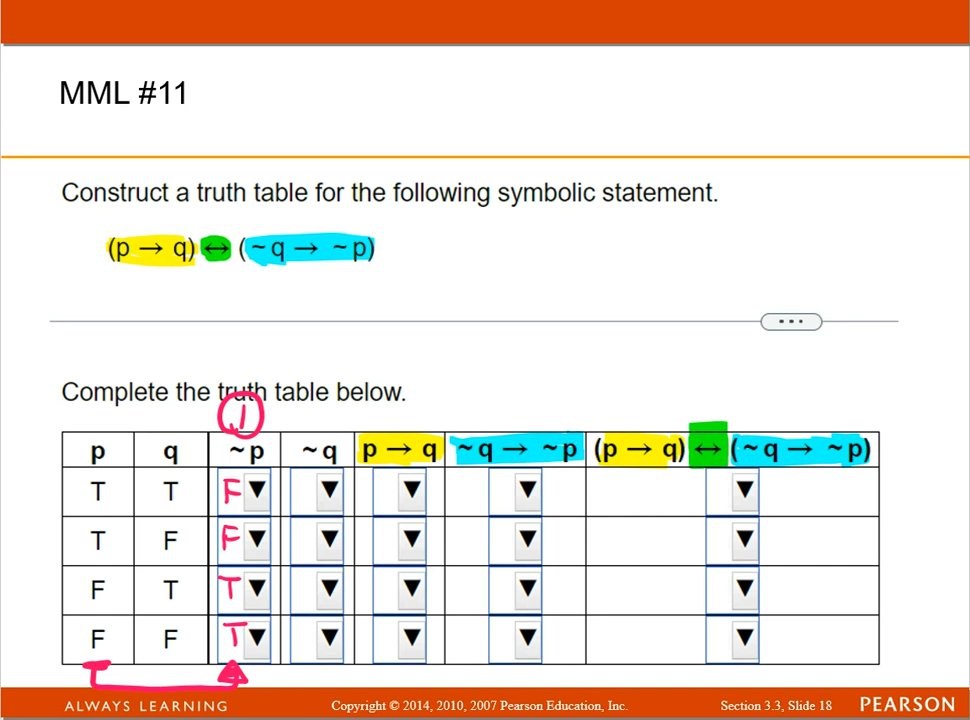 MML #11
Construct a truth table for the following symbolic statement.
(p → q) ↔ (~q → ~p)
Complete the truth table below.
1
p q ~p ~q p → q ~q → ~p (p → q) ↔ (~q → ~p)
T T F
T F F
F T T
F F T
ALWAYS LEARNING Copyright © 2014, 2010, 2007 Pearson Education, Inc. Section 3.3, Slide 18 PEARSON